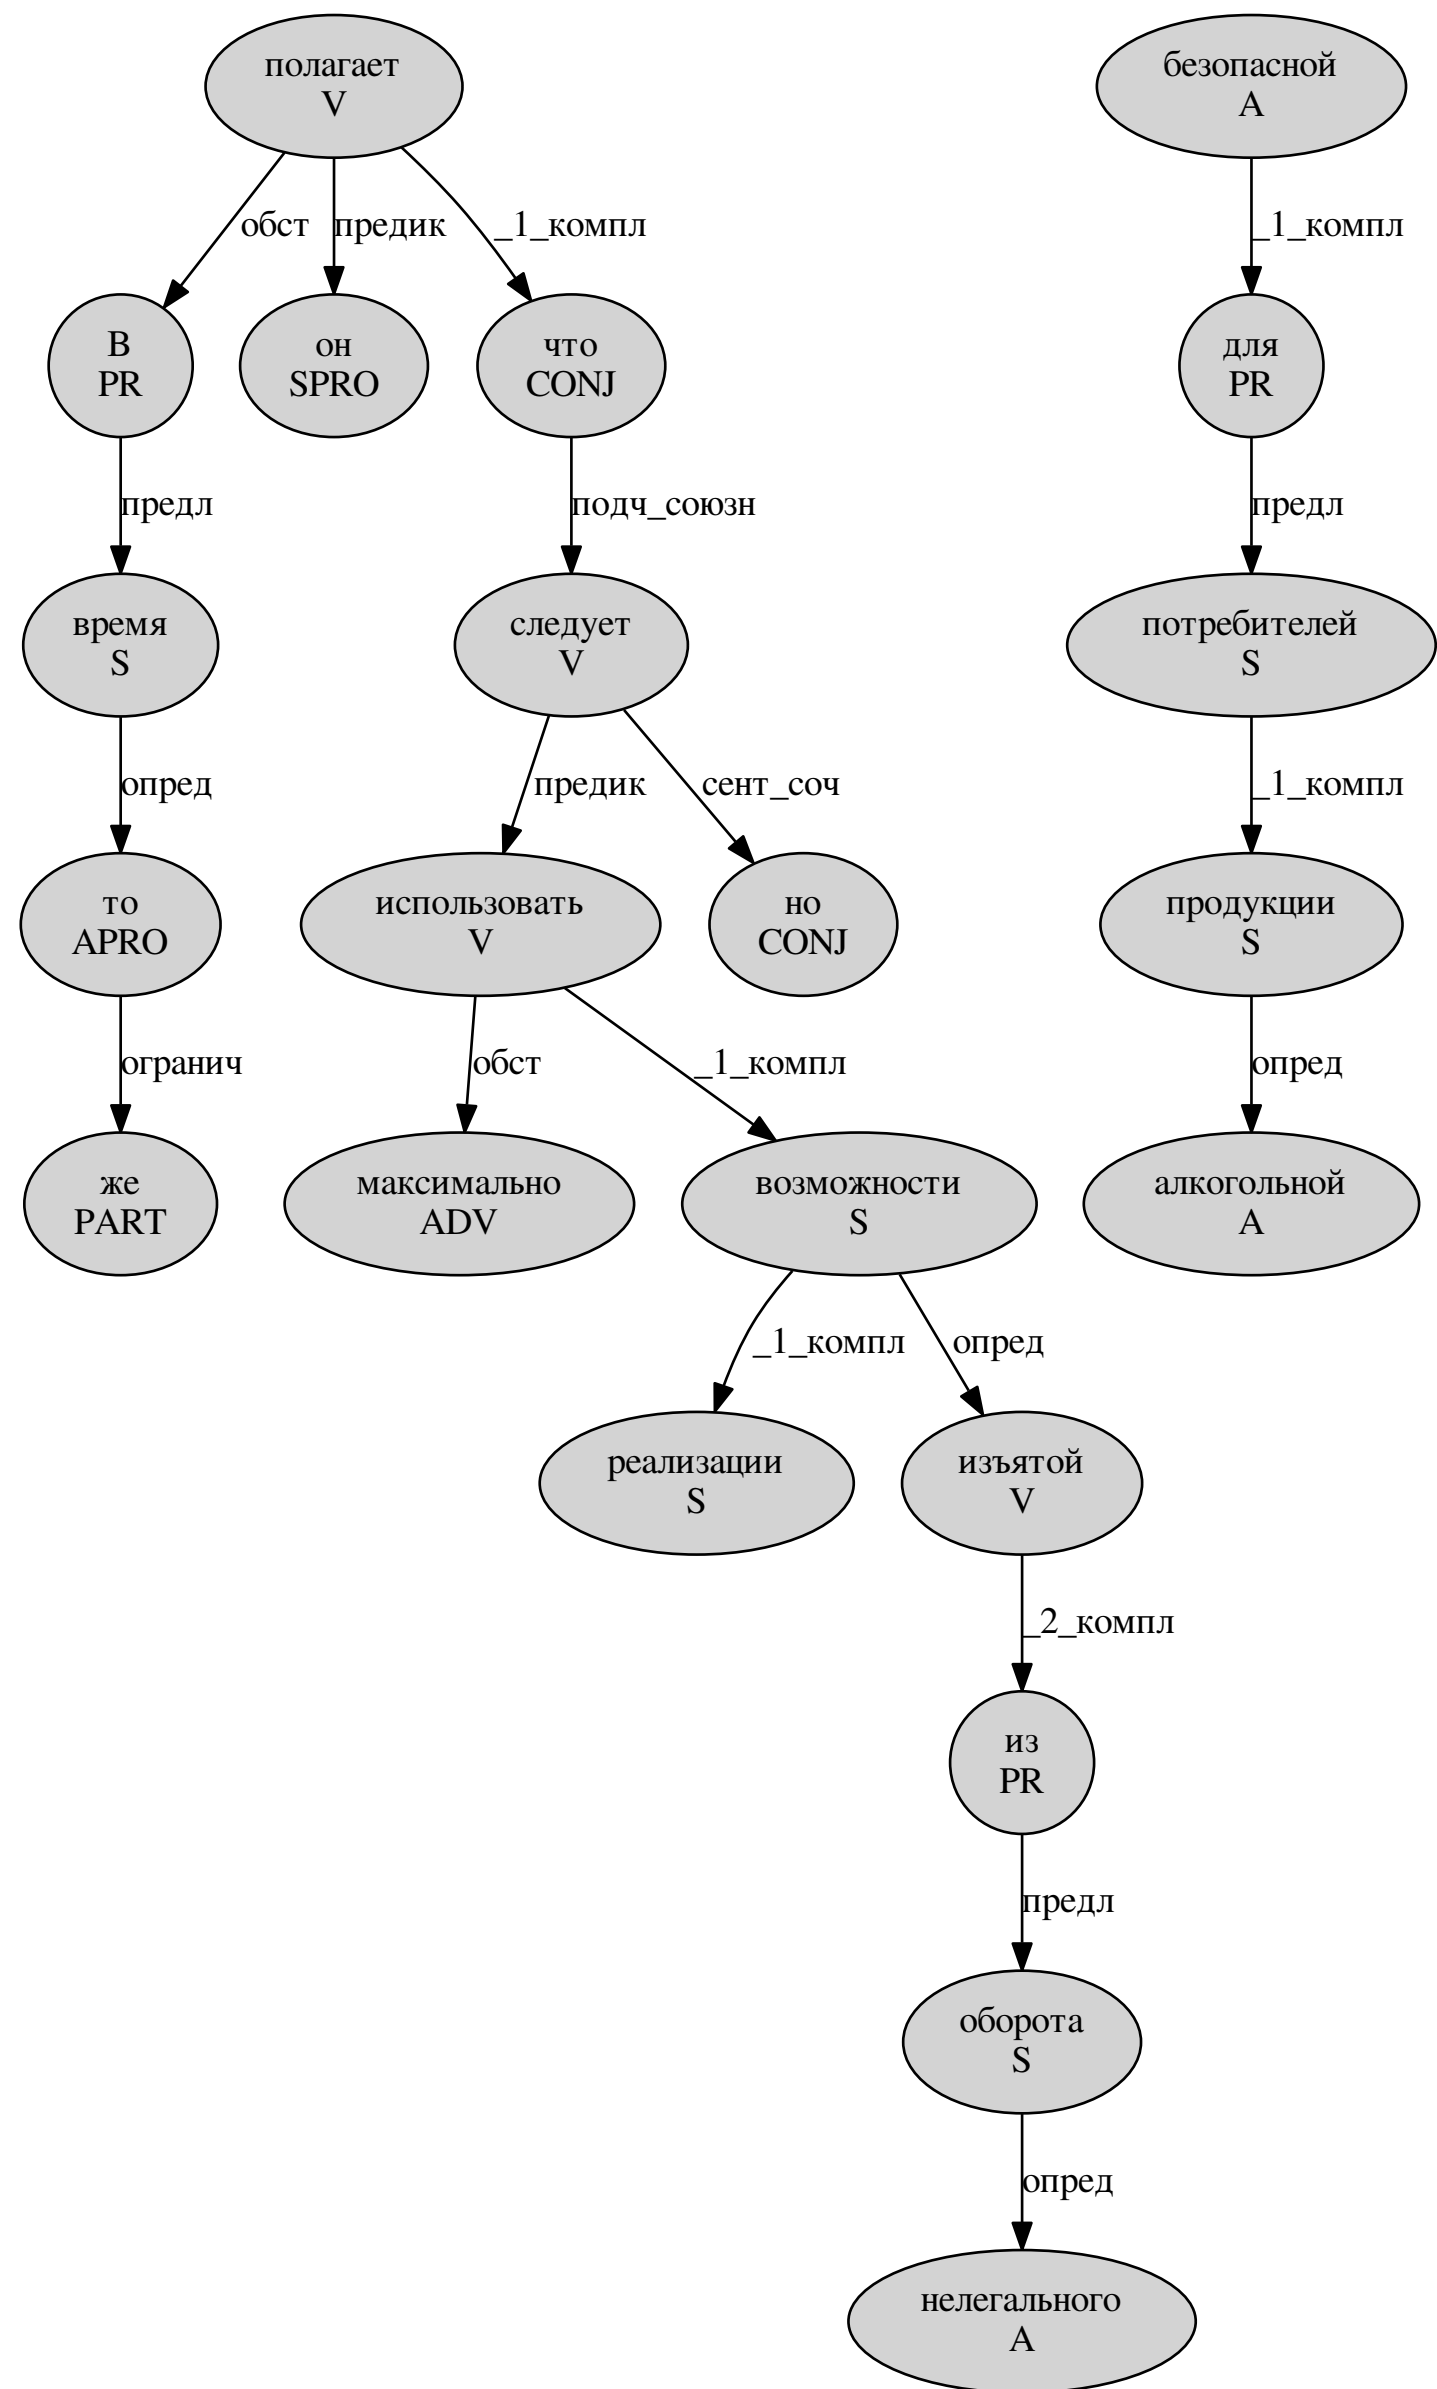 полагает
V
безопасной
A
обст
предик
_1_компл
_1_компл
В
PR
он
SPRO
что
CONJ
для
PR
предл
подч_союзн
предл
время
S
следует
V
потребителей
S
опред
предик
сент_соч
_1_компл
то
APRO
использовать
V
но
CONJ
продукции
S
огранич
обст
_1_компл
опред
же
PART
максимально
ADV
возможности
S
алкогольной
A
_1_компл
опред
реализации
S
изъятой
V
_2_компл
из
PR
предл
оборота
S
опред
нелегального
A